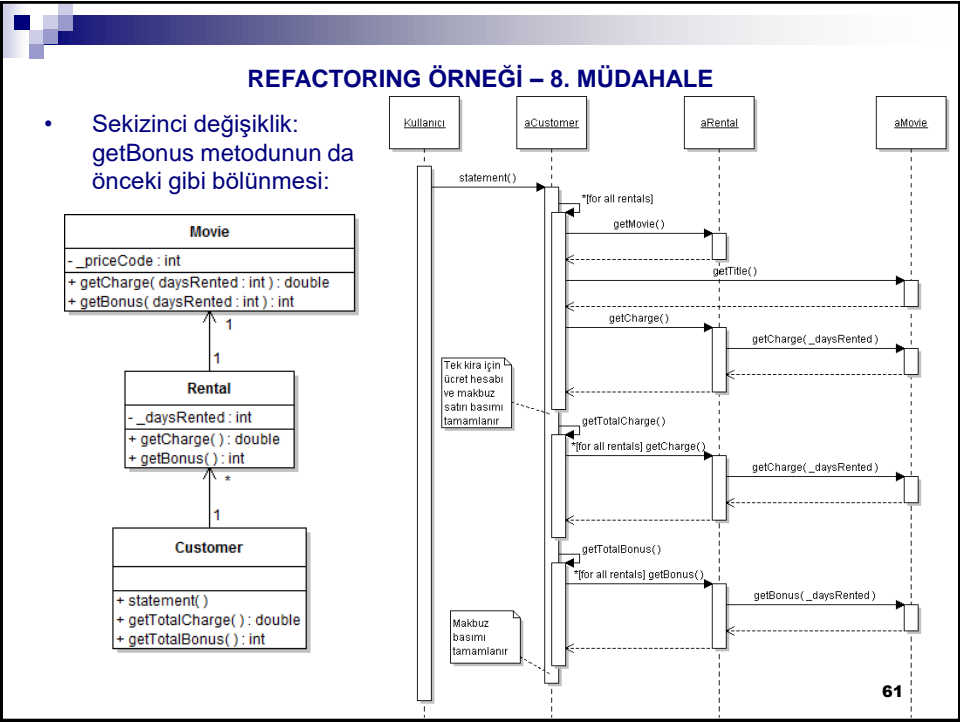 REFACTORING ÖRNEĞİ – 8. MÜDAHALE
• Sekizinci değişiklik:
getBonus metodunun da
önceki gibi bölünmesi:
Movie
- _priceCode : int
+ getCharge( daysRented : int ) : double
+ getBonus( daysRented : int ) : int
1
1
Rental
- _daysRented : int
+ getCharge( ) : double
+ getBonus( ) : int
*
1
Customer
+ statement( )
+ getTotalCharge( ) : double
+ getTotalBonus( ) : int
Kullanıcı
aCustomer
aRental
aMovie
statement( )
*[for all rentals]
getMovie( )
getTitle( )
getCharge( )
getCharge( _daysRented )
Tek kira için
ücret hesabı
ve makbuz
satırı basımı
tamamlanır
getTotalCharge( )
*[for all rentals] getCharge( )
getCharge( _daysRented )
getTotalBonus( )
*[for all rentals] getBonus( )
getBonus( _daysRented )
Makbuz
basımı
tamamlanır
61